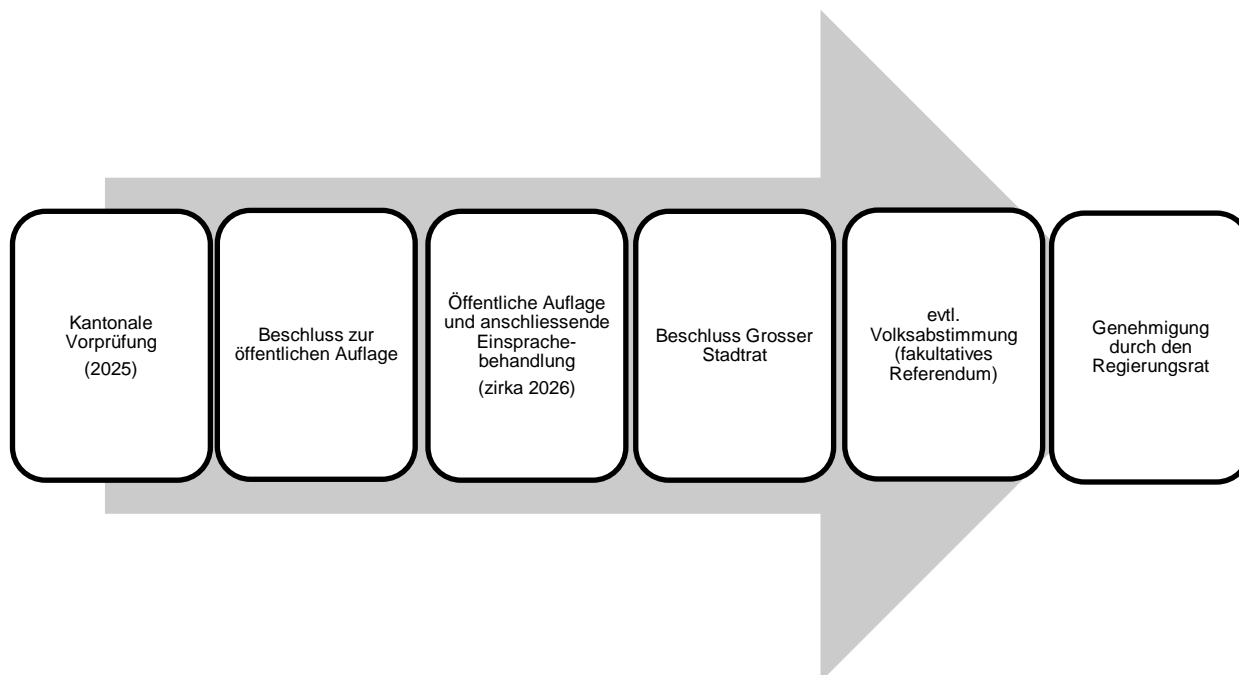 Kantonale
Vorprüfung
(2025)
Beschluss zur
öffentlichen Auflage
Öffentliche Auflage
und anschliessende
Einsprache-
behandlung
(zirka 2026)
Beschluss Grosser
Stadtrat
evtl.
Volksabstimmung
(fakultatives
Referendum)
Genehmigung
durch den
Regierungsrat